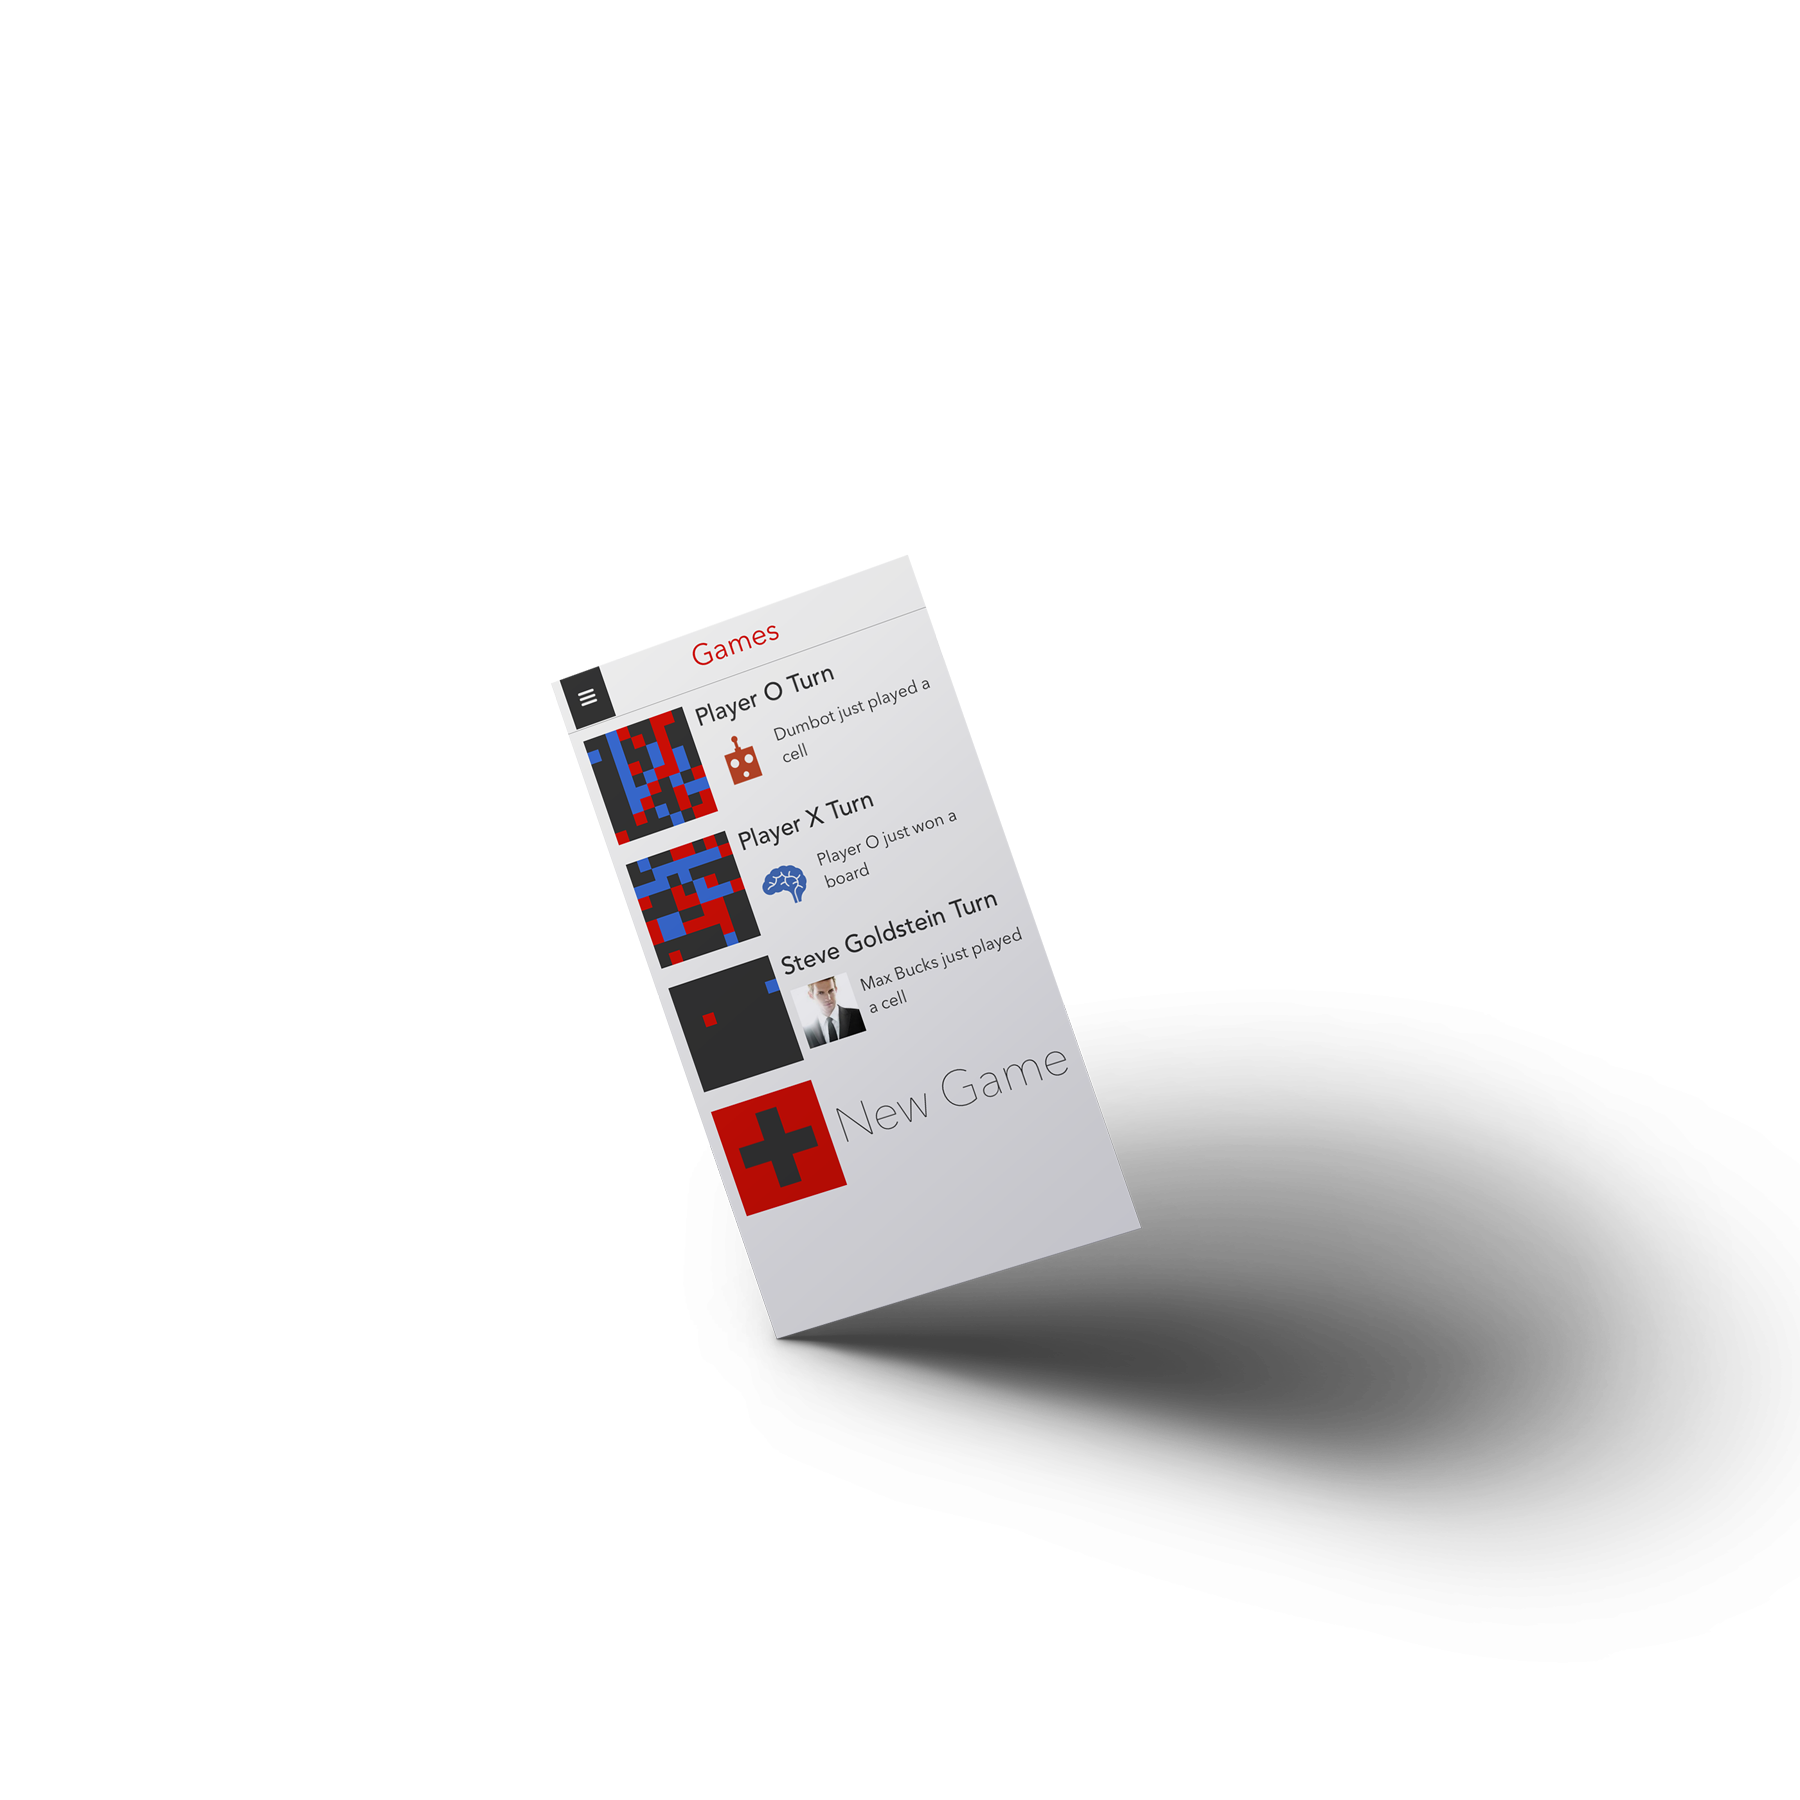 Games
Player O Turn
Dumbot just played a
cell
Player X Turn
Player O just won a
board
Steve Goldstein Turn
Max Bucks just played
a cell
New Game